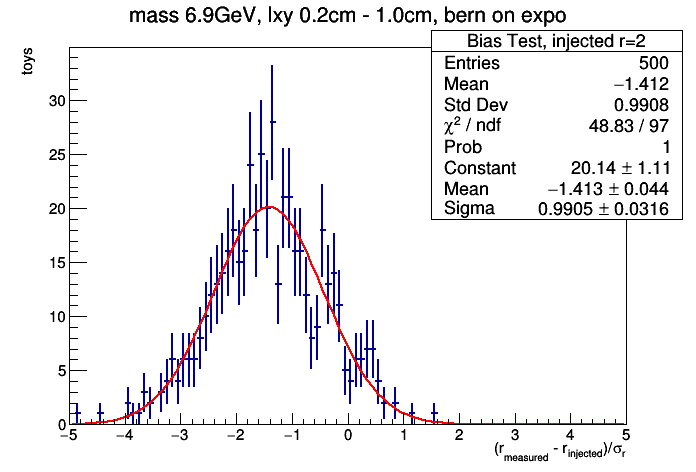 mass 6.9GeV, lxy 0.2cm - 1.0cm, bern on expo
Bias Test, injected r=2
Entries 500
Mean −1.412
Std Dev 0.9908
χ² / ndf 48.83 / 97
Prob 1
Constant 20.14 ± 1.11
Mean −1.413 ± 0.044
Sigma 0.9905 ± 0.0316
toys
30
25
20
15
10
5
0
−5 −4 −3 −2 −1 0 1 2 3 4 5
(r_measured - r_injected)/σ_r